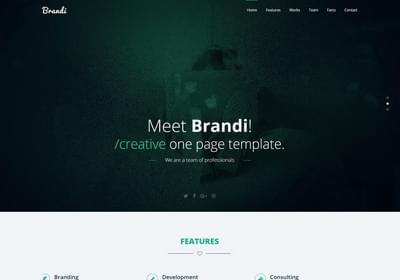 Brandi
Home Features Works Team Facts Contact
Meet Brandi!
/creative one page template.
We are a team of professionals
FEATURES
Branding Development Consulting